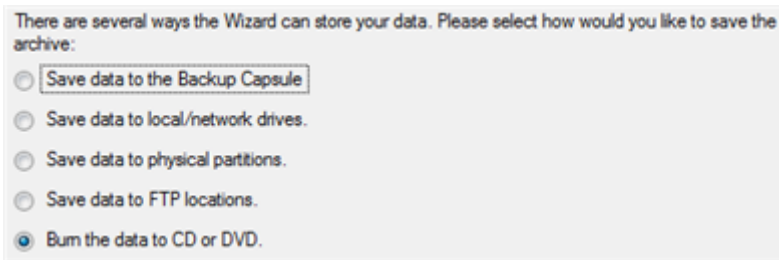 There are several ways the Wizard can store your data. Please select how would you like to save the
archive:
Save data to the Backup Capsule
Save data to local/network drives.
Save data to physical partitions.
Save data to FTP locations.
Burn the data to CD or DVD.